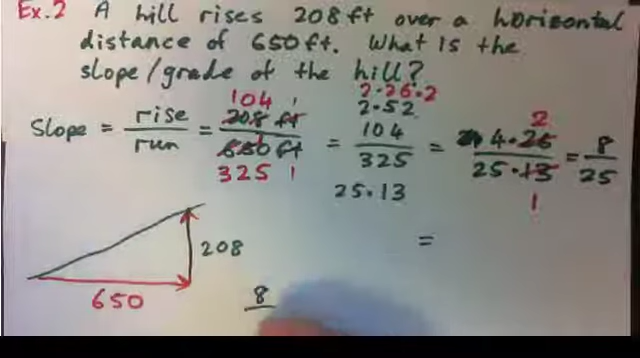 Ex.2 A hill rises 208 ft over a horizontal
distance of 650 ft. What is the
slope/grade of the hill?
104 1 2·26·2 2
2·52
Slope = rise = 208 ft = 104 = 4·26 = 8
run 650 ft 325 25·13 25
325 1 25·13 1
=
208
650
8